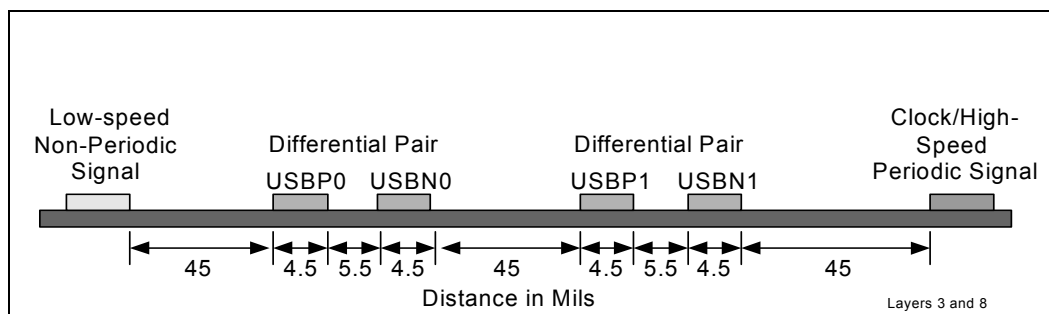 Low-speed
Non-Periodic
Signal
Differential Pair
USBP0 USBN0
Differential Pair
USBP1 USBN1
Clock/High-
Speed
Periodic Signal
45 4.5 5.5 4.5 45 4.5 5.5 4.5 45
Distance in Mils
Layers 3 and 8